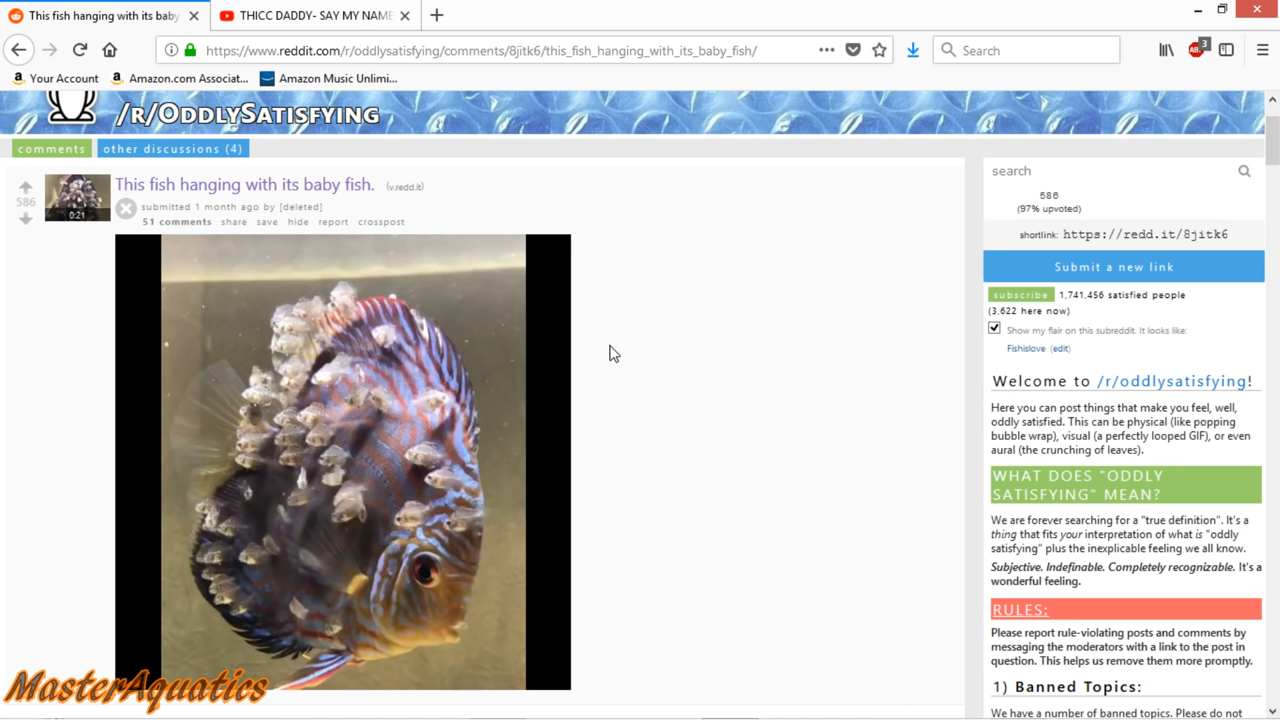 This fish hanging with its baby
THICC DADDY- SAY MY NAME
https://www.reddit.com/r/oddlysatisfying/comments/8jitk6/this_fish_hanging_with_its_baby_fish/
Search
3
Your Account
Amazon.com Associat...
Amazon Music Unlimi...
/R/ODDLYSATISFYING
comments
other discussions (4)
This fish hanging with its baby fish. (v.redd.it)
submitted 1 month ago by [deleted]
586
0:21
51 comments share save hide report crosspost
search
586
(97% upvoted)
shortlink: https://redd.it/8jitk6
Submit a new link
subscribe 1,741,456 satisfied people
(3,622 here now)
Show my flair on this subreddit. It looks like:
Fishislove (edit)
Welcome to /r/oddlysatisfying!
Here you can post things that make you feel, well,
oddly satisfied. This can be physical (like popping
bubble wrap), visual (a perfectly looped GIF), or even
aural (the crunching of leaves).
WHAT DOES "ODDLY
SATISFYING" MEAN?
We are forever searching for a "true definition". It's a
thing that fits your interpretation of what is "oddly
satisfying" plus the inexplicable feeling we all know.
Subjective. Indefinable. Completely recognizable. It's a
wonderful feeling.
RULES:
Please report rule-violating posts and comments by
messaging the moderators with a link to the post in
question. This helps us remove them more promptly.
1) Banned Topics:
We have a number of banned topics. Please do not
MasterAquatics